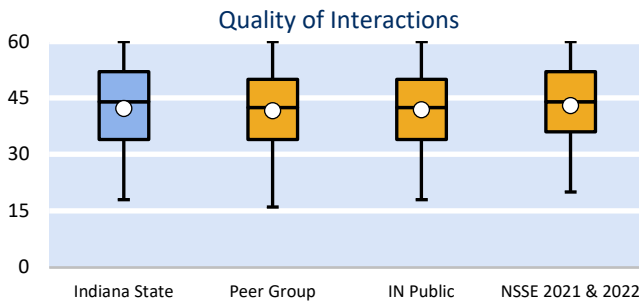 Quality of Interactions
60
45
30
15
0
Indiana State
Peer Group
IN Public
NSSE 2021 & 2022